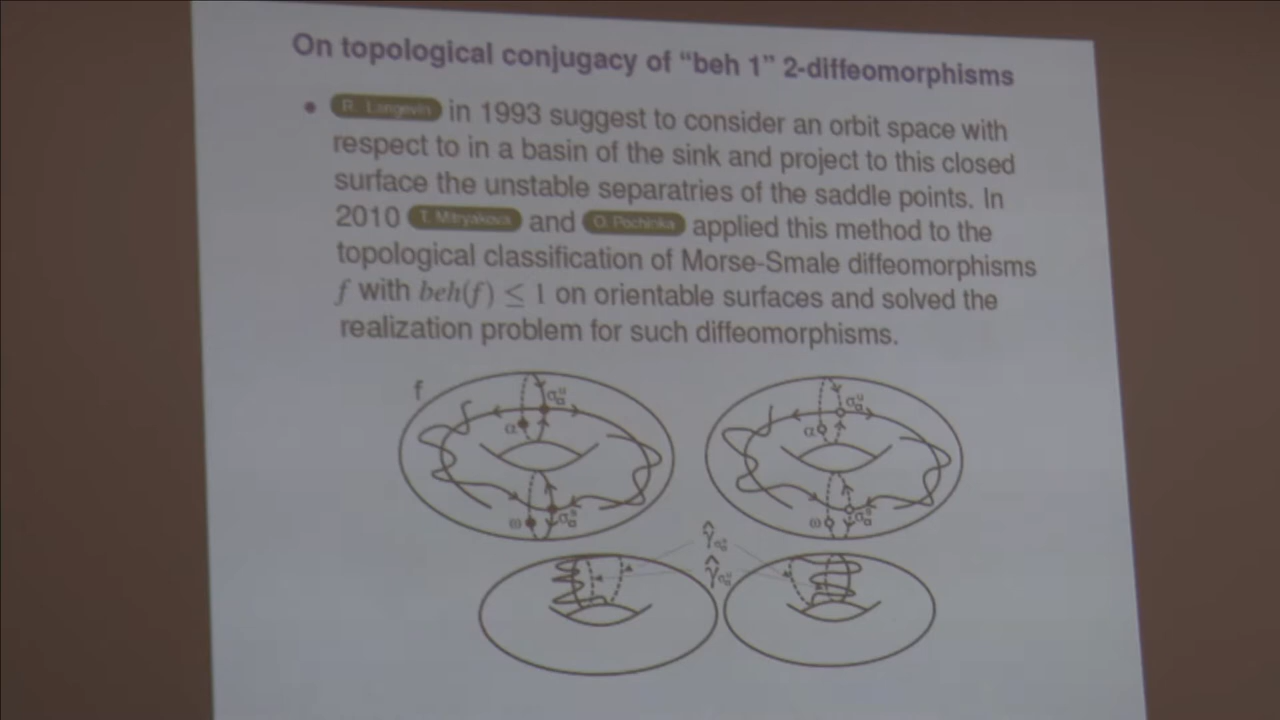 On topological conjugacy of “beh 1” 2-diffeomorphisms
• R. Langevin in 1993 suggest to consider an orbit space with
respect to in a basin of the sink and project to this closed
surface the unstable separatries of the saddle points. In
2010 T. Mitryakova and O. Pochinka applied this method to the
topological classification of Morse-Smale diffeomorphisms
f with beh(f) ≤ 1 on orientable surfaces and solved the
realization problem for such diffeomorphisms.
f
α
α
ω
ω